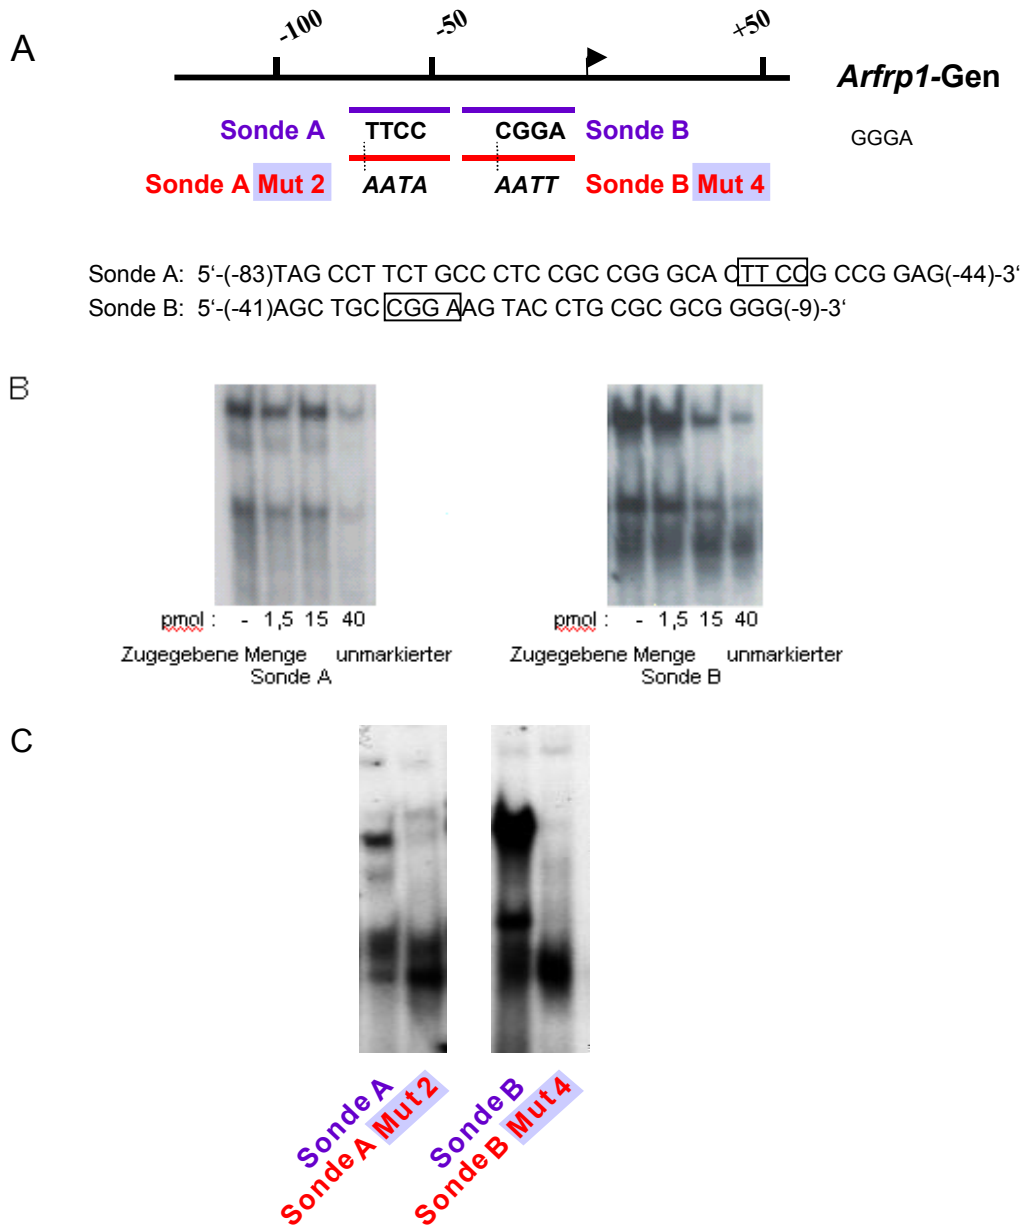 A
-100 -50 +50
Arfrp1-Gen
Sonde A TTCC CGGA Sonde B
GGGA
Sonde A Mut 2 AATA AATT Sonde B Mut 4
Sonde A: 5‘-(-83)TAG CCT TCT GCC CTC CGC CGG GCA CTT CCG CCG GAG(-44)-3‘
Sonde B: 5‘-(-41)AGC TGC CGG AAG TAC CTG CGC GCG GGG(-9)-3‘
B
pmol : - 1,5 15 40
Zugegebene Menge unmarkierter
Sonde A
pmol : - 1,5 15 40
Zugegebene Menge unmarkierter
Sonde B
C
Sonde A
Sonde A Mut 2
Sonde B
Sonde B Mut 4